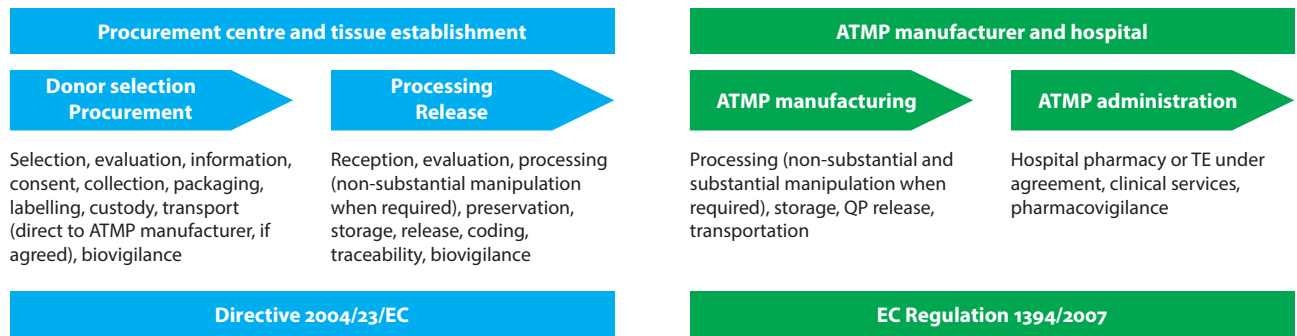 Procurement centre and tissue establishment
Donor selection
Procurement
Processing
Release
Selection, evaluation, information,
consent, collection, packaging,
labelling, custody, transport
(direct to ATMP manufacturer, if
agreed), biovigilance
Reception, evaluation, processing
(non-substantial manipulation
when required), preservation,
storage, release, coding,
traceability, biovigilance
Directive 2004/23/EC
ATMP manufacturer and hospital
ATMP manufacturing
ATMP administration
Processing (non-substantial and
substantial manipulation when
required), storage, QP release,
transportation
Hospital pharmacy or TE under
agreement, clinical services,
pharmacovigilance
EC Regulation 1394/2007